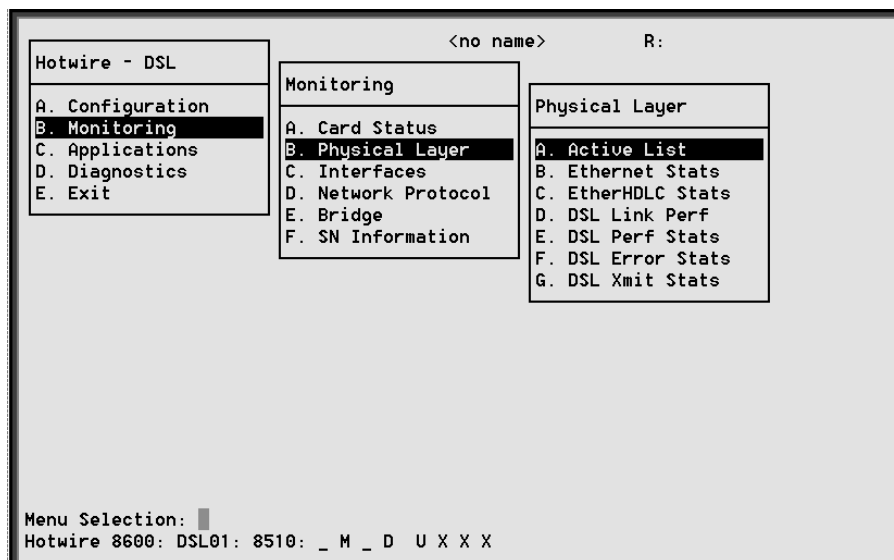 <no name> R:
Hotwire - DSL
A. Configuration
B. Monitoring
C. Applications
D. Diagnostics
E. Exit
Monitoring
A. Card Status
B. Physical Layer
C. Interfaces
D. Network Protocol
E. Bridge
F. SN Information
Physical Layer
A. Active List
B. Ethernet Stats
C. EtherHDLC Stats
D. DSL Link Perf
E. DSL Perf Stats
F. DSL Error Stats
G. DSL Xmit Stats
Menu Selection:
Hotwire 8600: DSL01: 8510: _ M _ D U X X X